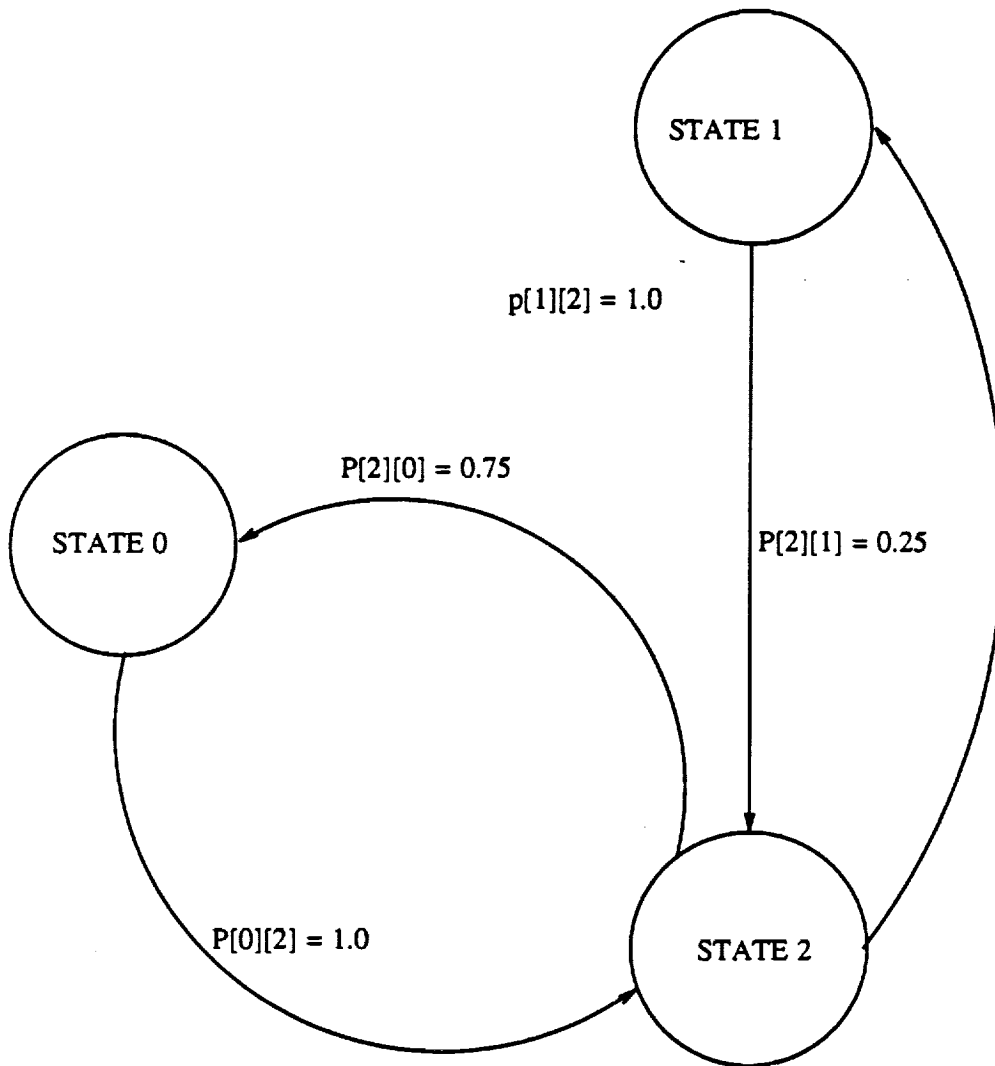 STATE 1
p[1][2] = 1.0
P[2][0] = 0.75
STATE 0
P[2][1] = 0.25
P[0][2] = 1.0
STATE 2